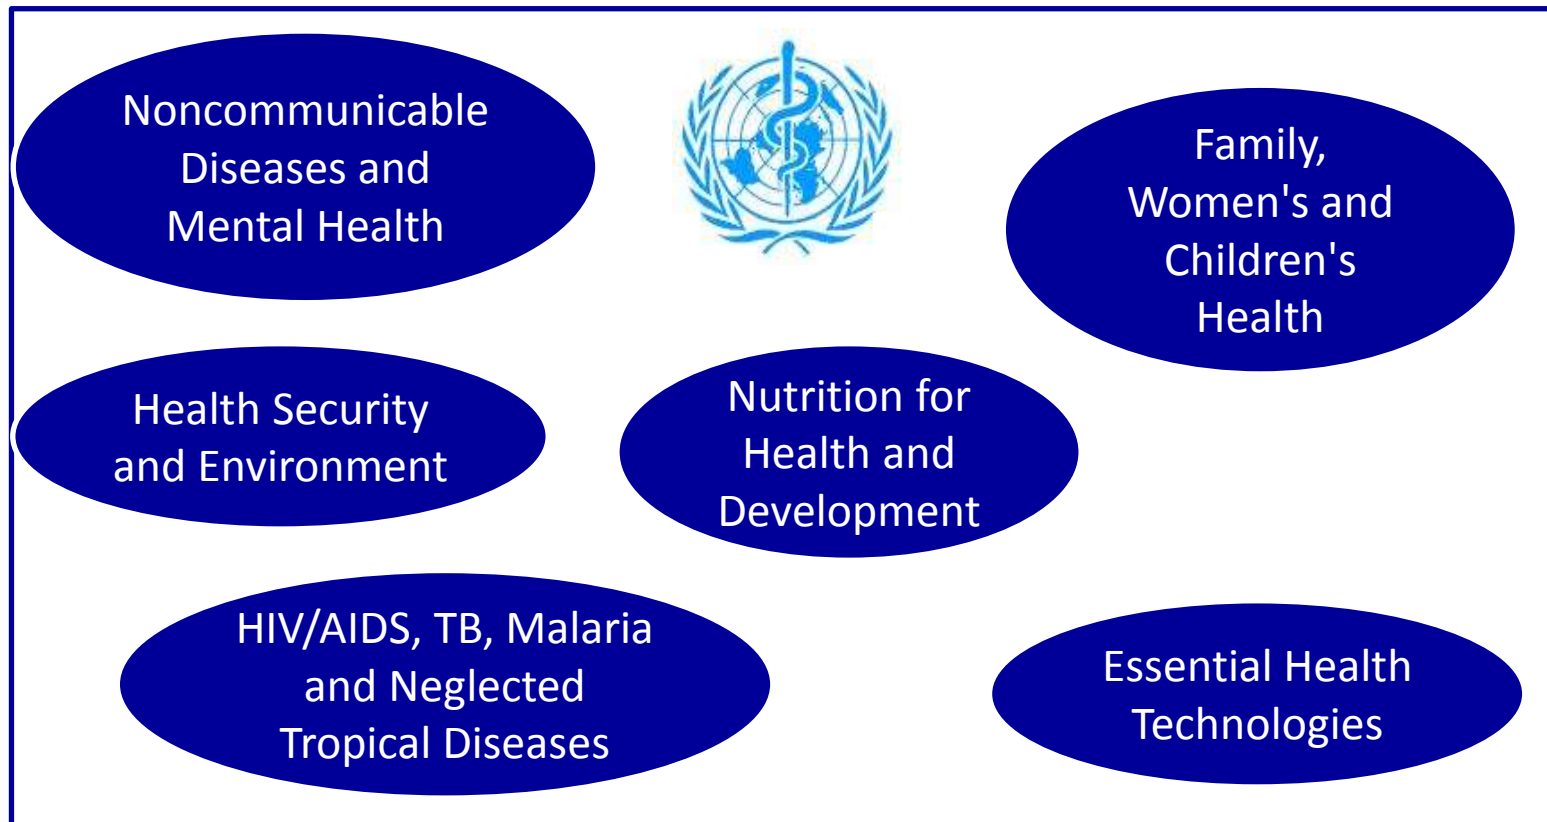 Noncommunicable
Diseases and
Mental Health
Family,
Women's and
Children's
Health
Health Security
and Environment
Nutrition for
Health and
Development
HIV/AIDS, TB, Malaria
and Neglected
Tropical Diseases
Essential Health
Technologies